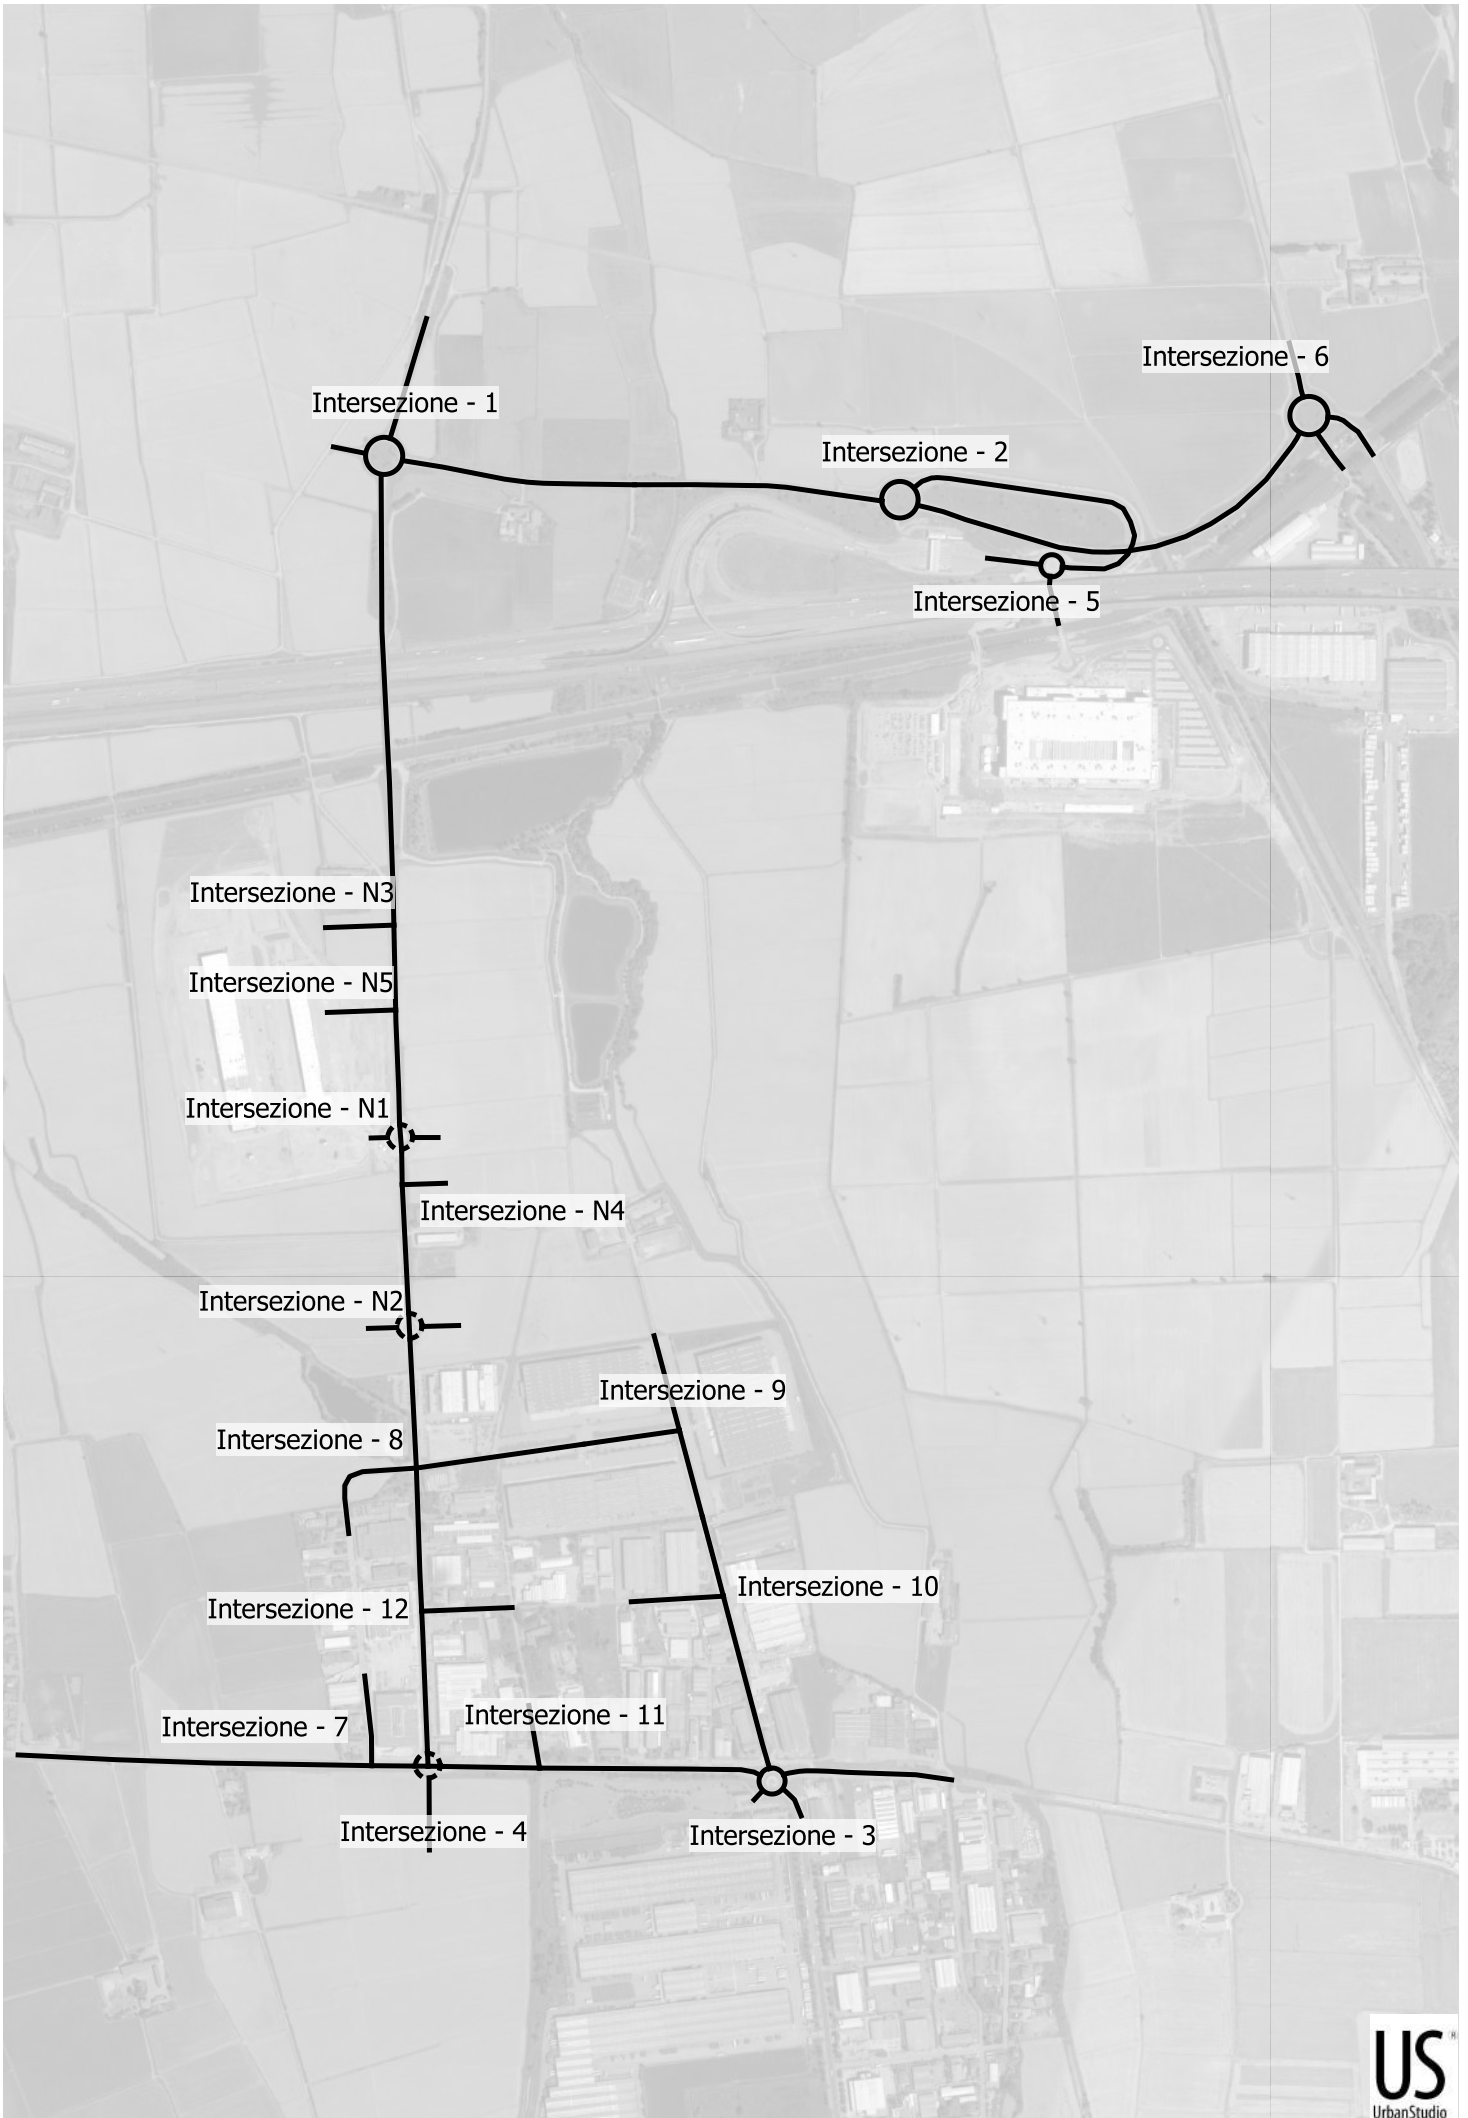 Intersezione - 6
Intersezione - 1
Intersezione - 2
Intersezione - 5
Intersezione - N3
Intersezione - N5
Intersezione - N1
Intersezione - N4
Intersezione - N2
Intersezione - 9
Intersezione - 8
Intersezione - 10
Intersezione - 12
Intersezione - 11
Intersezione - 7
Intersezione - 4
Intersezione - 3
US
UrbanStudio